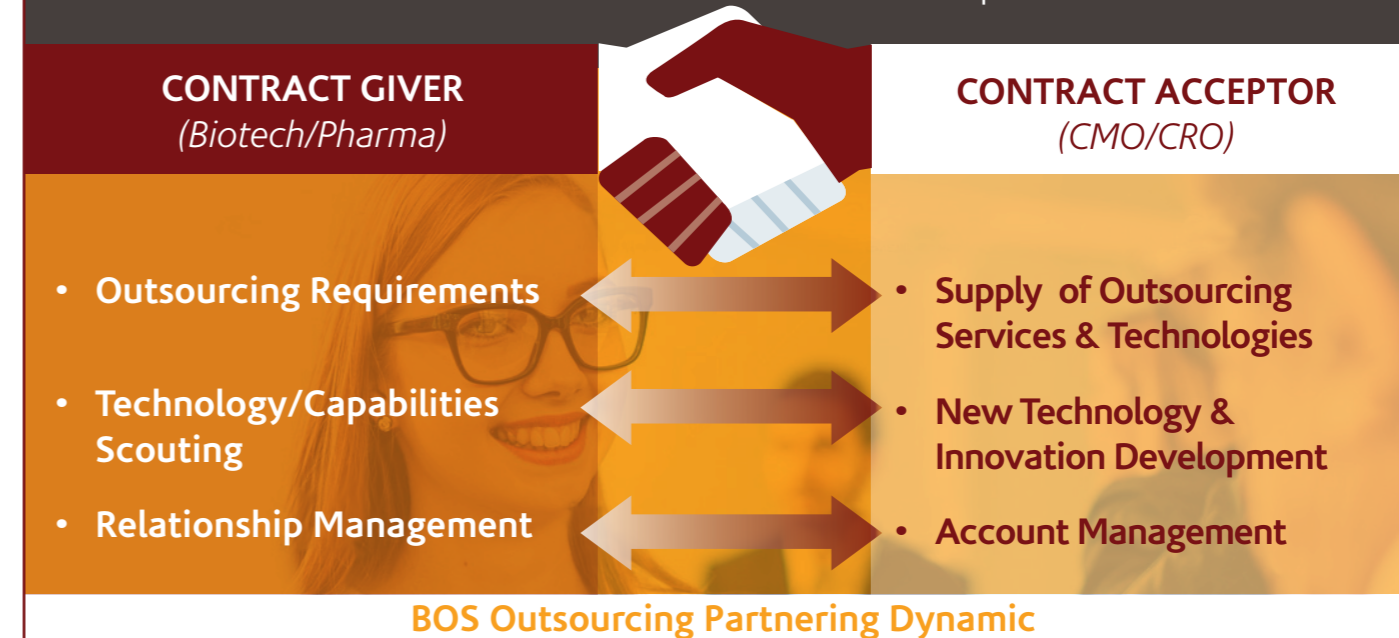 CONTRACT GIVER
(Biotech/Pharma)
CONTRACT ACCEPTOR
(CMO/CRO)
• Outsourcing Requirements
• Supply of Outsourcing
Services & Technologies
• Technology/Capabilities
Scouting
• New Technology &
Innovation Development
• Relationship Management
• Account Management
BOS Outsourcing Partnering Dynamic